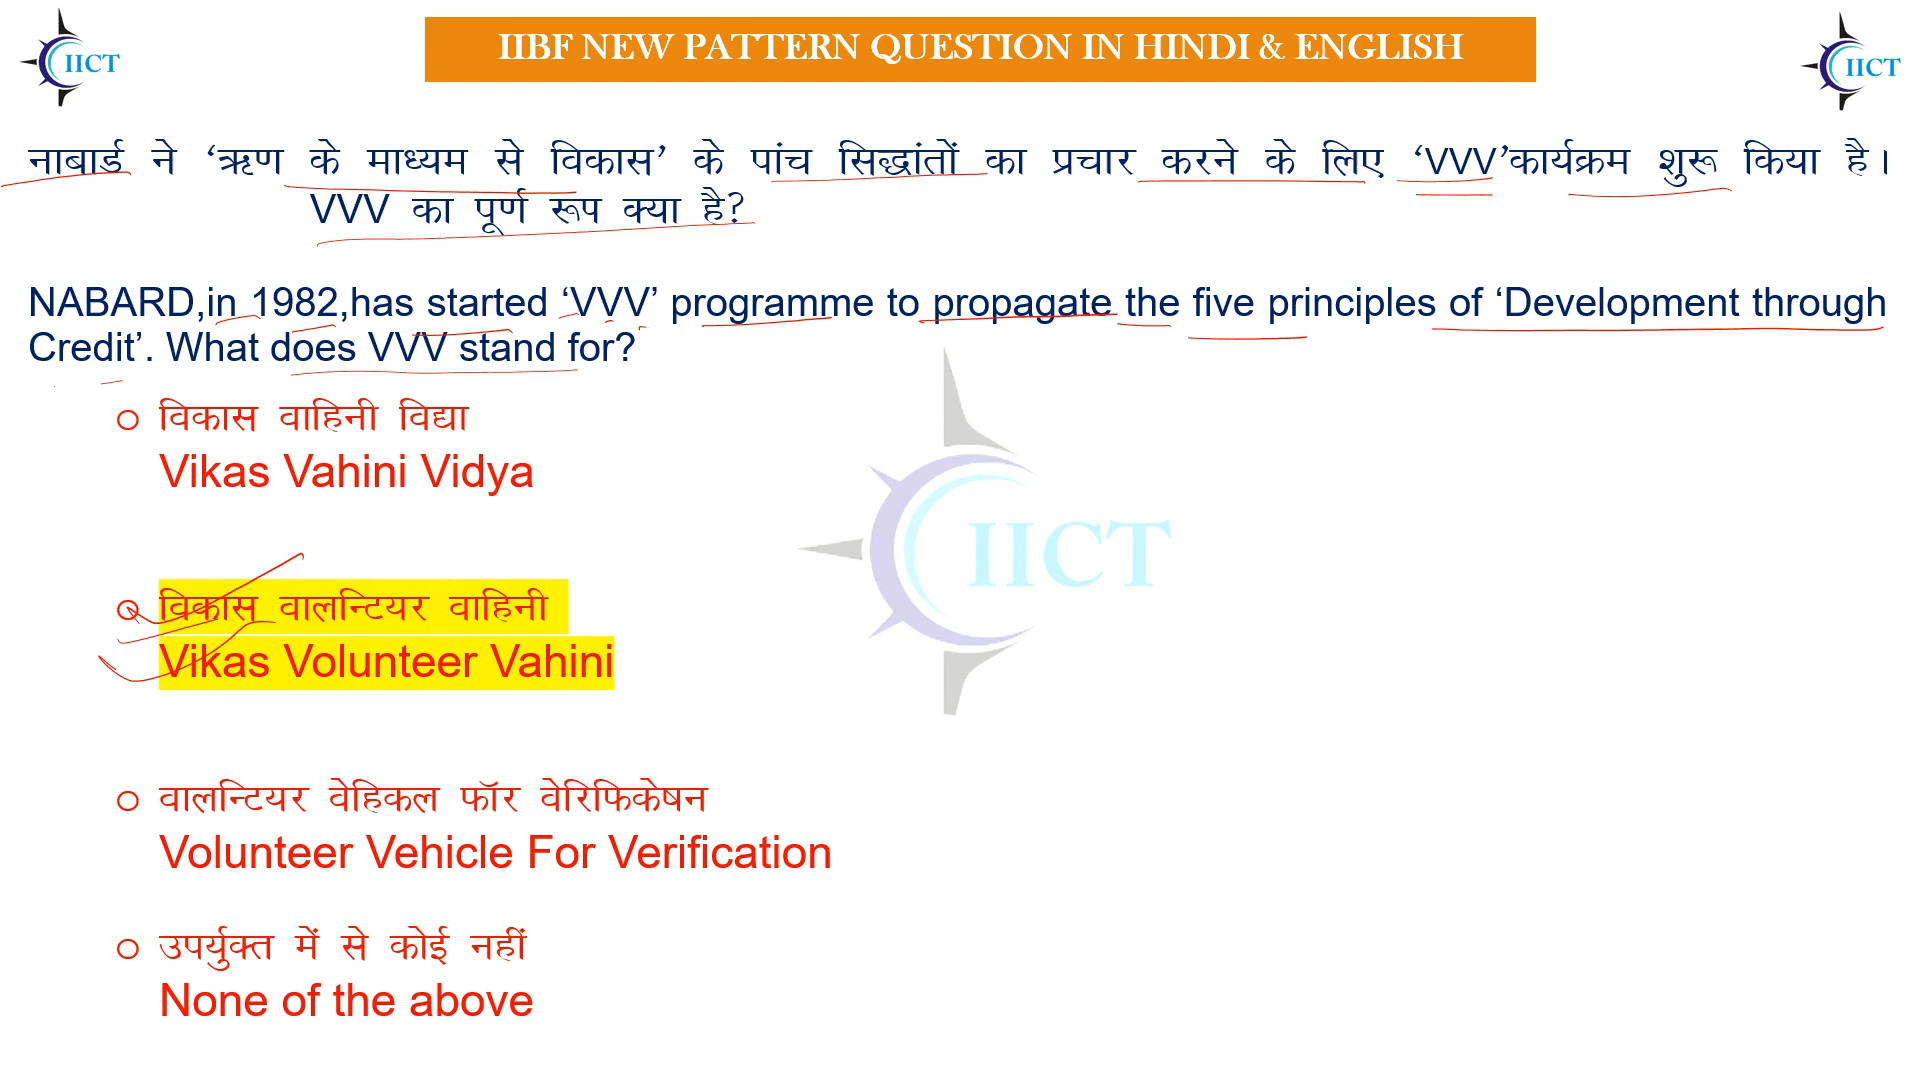 IICT
IIBF NEW PATTERN QUESTION IN HINDI & ENGLISH
IICT
नाबार्ड ने ‘ऋण के माध्यम से विकास’ के पांच सिद्धांतों का प्रचार करने के लिए ‘VVV’कार्यक्रम शुरू किया है।
VVV का पूर्ण रूप क्या है?
NABARD,in 1982,has started ‘VVV’ programme to propagate the five principles of ‘Development through
Credit’. What does VVV stand for?
विकास वाहिनी विद्या
Vikas Vahini Vidya
विकास वालन्टियर वाहिनी
Vikas Volunteer Vahini
वालन्टियर वेहिकल फॉर वेरिफिकेषन
Volunteer Vehicle For Verification
उपर्युक्त में से कोई नहीं
None of the above
IICT